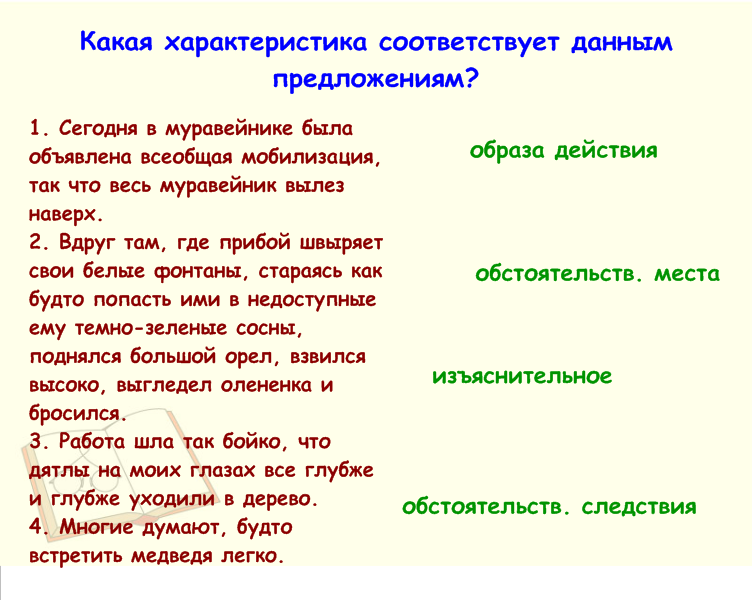 Какая характеристика соответствует данным
предложениям?
1. Сегодня в муравейнике была
объявлена всеобщая мобилизация,
так что весь муравейник вылез
наверх.
2. Вдруг там, где прибой швыряет
свои белые фонтаны, стараясь как
будто попасть ими в недоступные
ему темно-зеленые сосны,
поднялся большой орел, взвился
высоко, выгледел олененка и
бросился.
3. Работа шла так бойко, что
дятлы на моих глазах все глубже
и глубже уходили в дерево.
4. Многие думают, будто
встретить медведя легко.
образа действия
обстоятельств. места
изъяснительное
обстоятельств. следствия